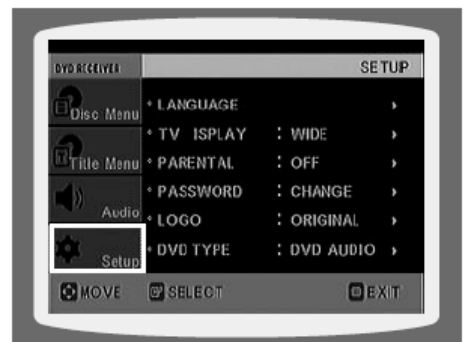 DVD RECEIVER SETUP
Disc Menu
Title Menu
Audio
Setup
° LANGUAGE
° TV ISPLAY : WIDE
° PARENTAL : OFF
° PASSWORD : CHANGE
° LOGO : ORIGINAL
° DVD TYPE : DVD AUDIO
MOVE SELECT EXIT